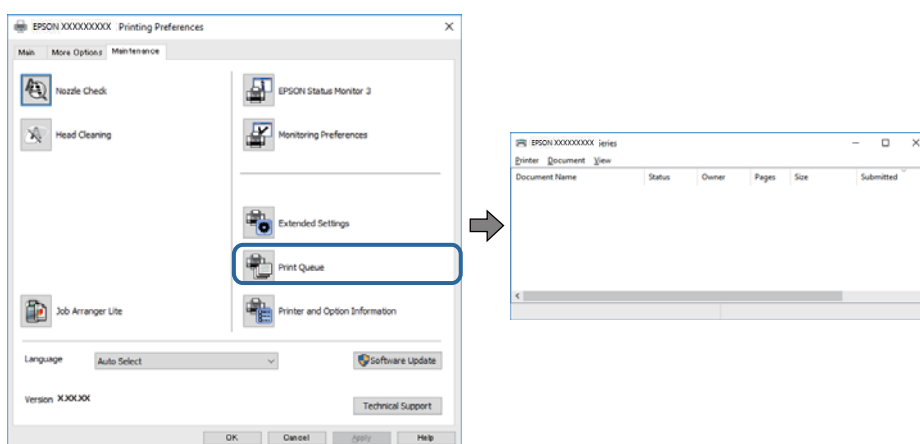 EPSON XXXXXXXXX Printing Preferences
Main More Options Maintenance
Nozzle Check
EPSON Status Monitor 3
Head Cleaning
Monitoring Preferences
Extended Settings
Print Queue
Job Arranger Lite
Printer and Option Information
Language Auto Select Software Update
Version X.XX.XX
Technical Support
OK Cancel Apply Help
EPSON XXXXXXXXX Series
Printer Document View
Document Name Status Owner Pages Size Submitted